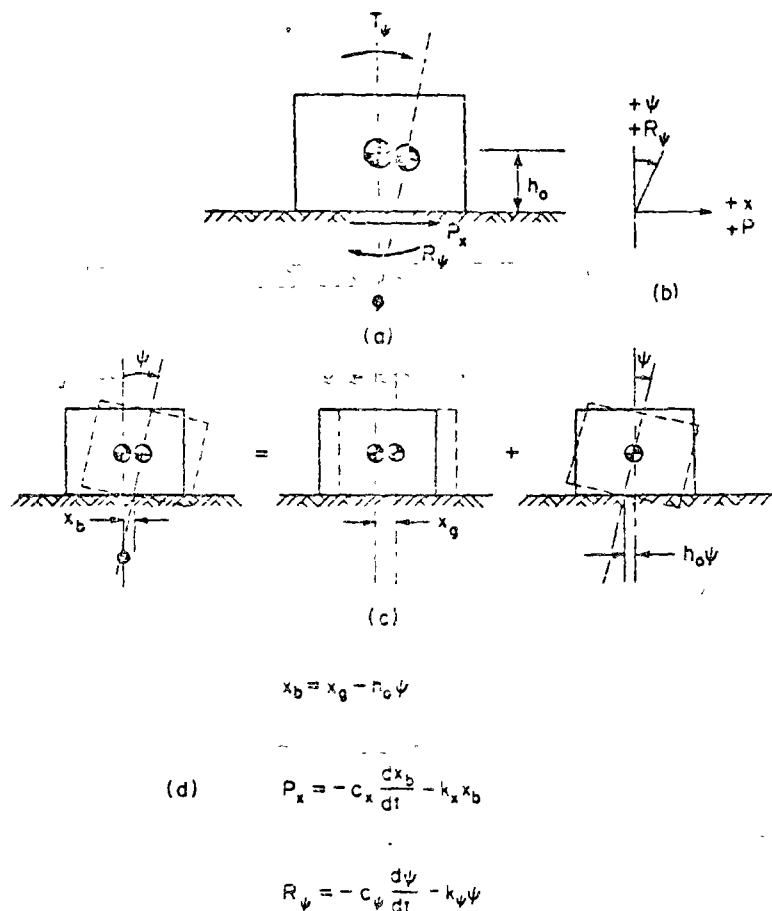 T_ψ
+ψ
+R_ψ
h_o
+x
+P
P_x
R_ψ
(b)
(a)
ψ
ψ
=
+
x_b
x_g
h_oψ
(c)
x_b = x_g - h_oψ
(d) P_x = -c_x dx_b/dt - k_x x_b
R_ψ = -c_ψ dψ/dt - k_ψψ